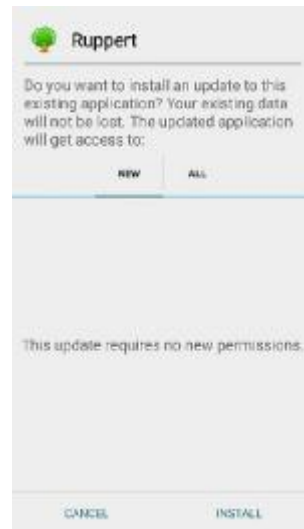 Ruppert
Do you want to install an update to this
existing application? Your existing data
will not be lost. The updated application
will get access to:
NEW ALL
This update requires no new permissions.
CANCEL INSTALL